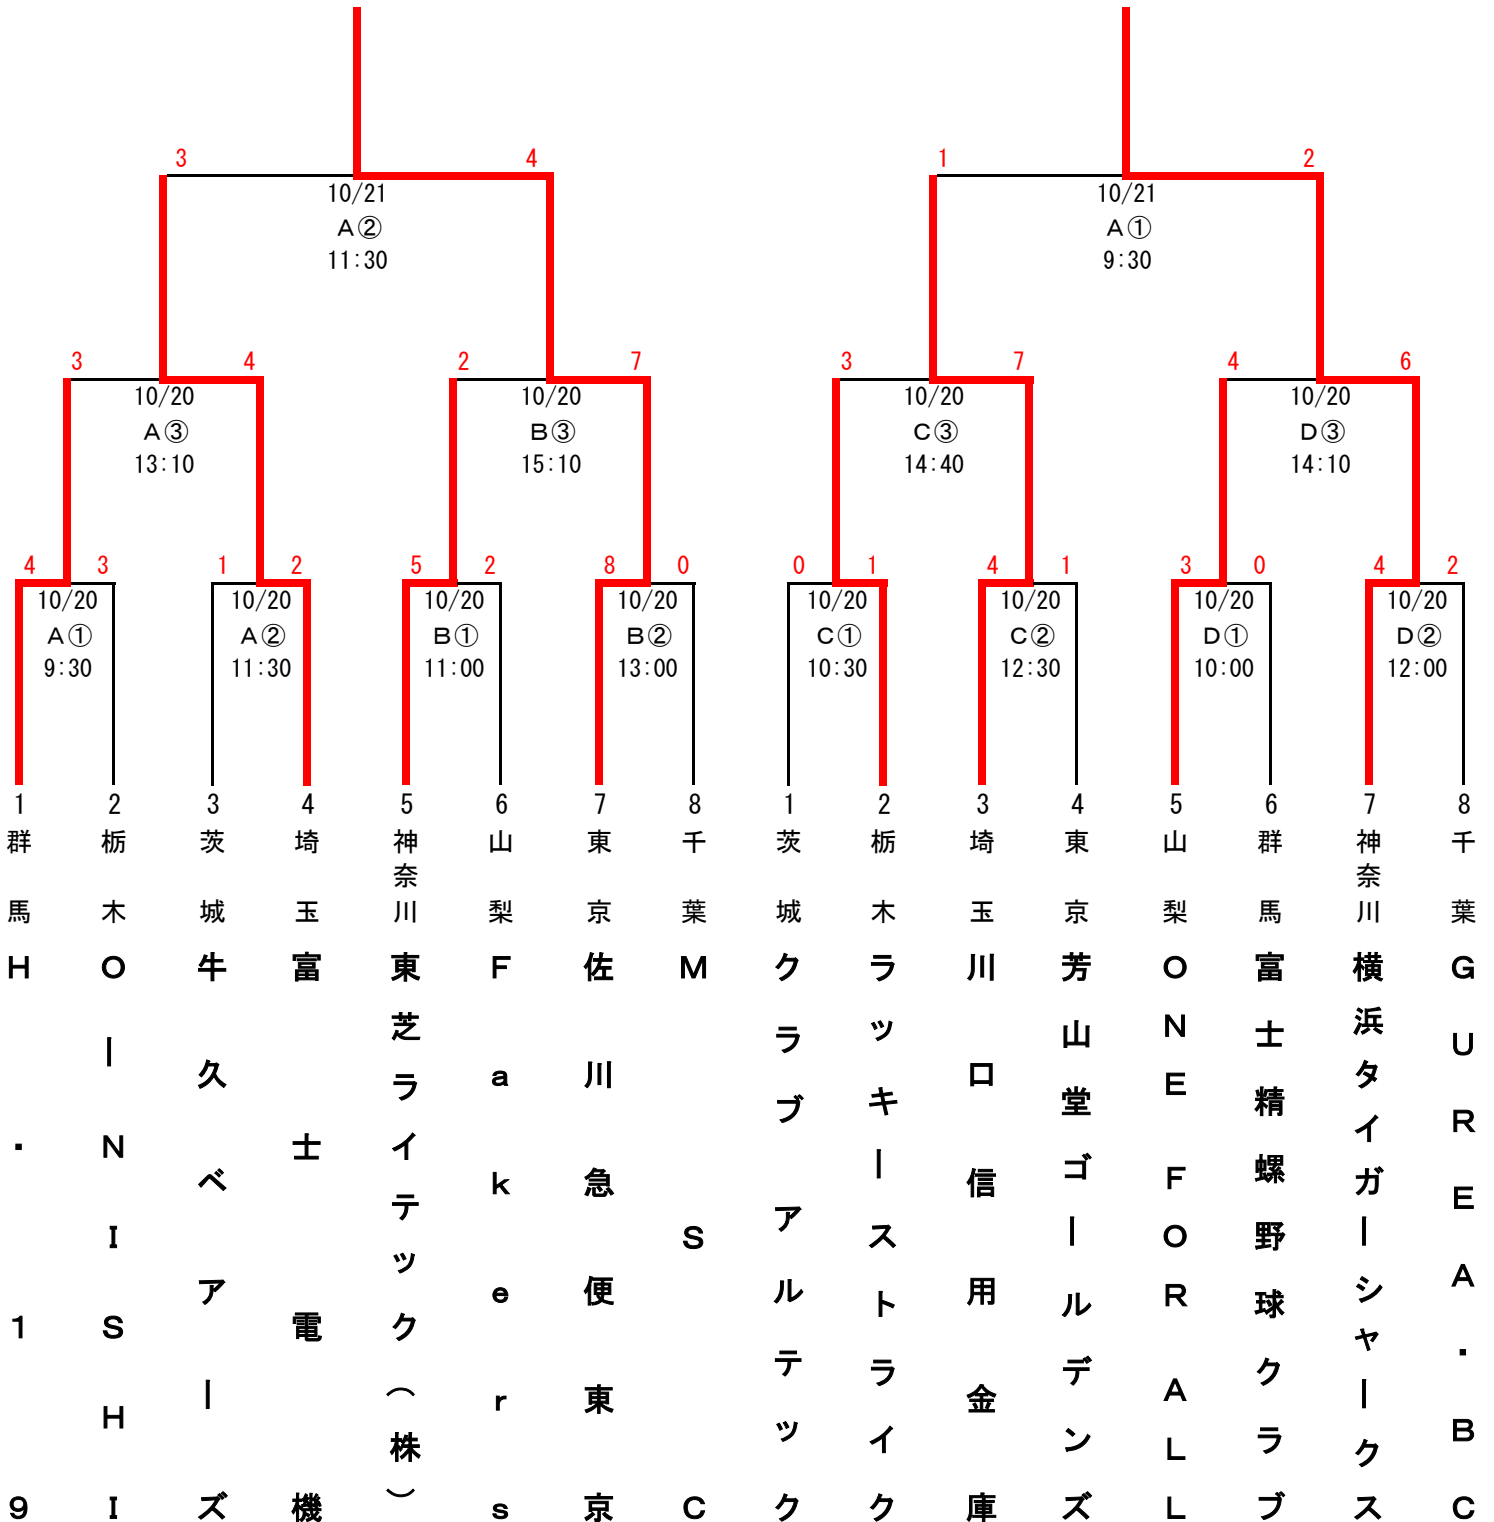 3 4 1 2
10/21 10/21
A② A①
11:30 9:30
3 4 2 7 3 7 4 6
10/20 10/20 10/20 10/20
A③ B③ C③ D③
13:10 15:10 14:40 14:10
4 3 1 2 5 2 8 0 0 1 4 1 3 0 4 2
10/20 10/20 10/20 10/20 10/20 10/20 10/20 10/20
A① A② B① B② C① C② D① D②
9:30 11:30 11:00 13:00 10:30 12:30 10:00 12:00
1 2 3 4 5 6 7 8 1 2 3 4 5 6 7 8
群馬
栃木
茨城
埼玉
神奈川
山梨
東京
千葉
茨城
栃木
埼玉
東京
山梨
群馬
神奈川
千葉
H・19
OーNISHI
牛久ベアーズ
富士電機
東芝ライテック(株)
Fakers
佐川急便東京
MSC
クラブ アルテック
ラッキーストライク
川口信用金庫
芳山堂ゴールデンズ
ONE FOR ALL
富士精螺野球クラブ
横浜タイガーシャークス
GUREA・BC